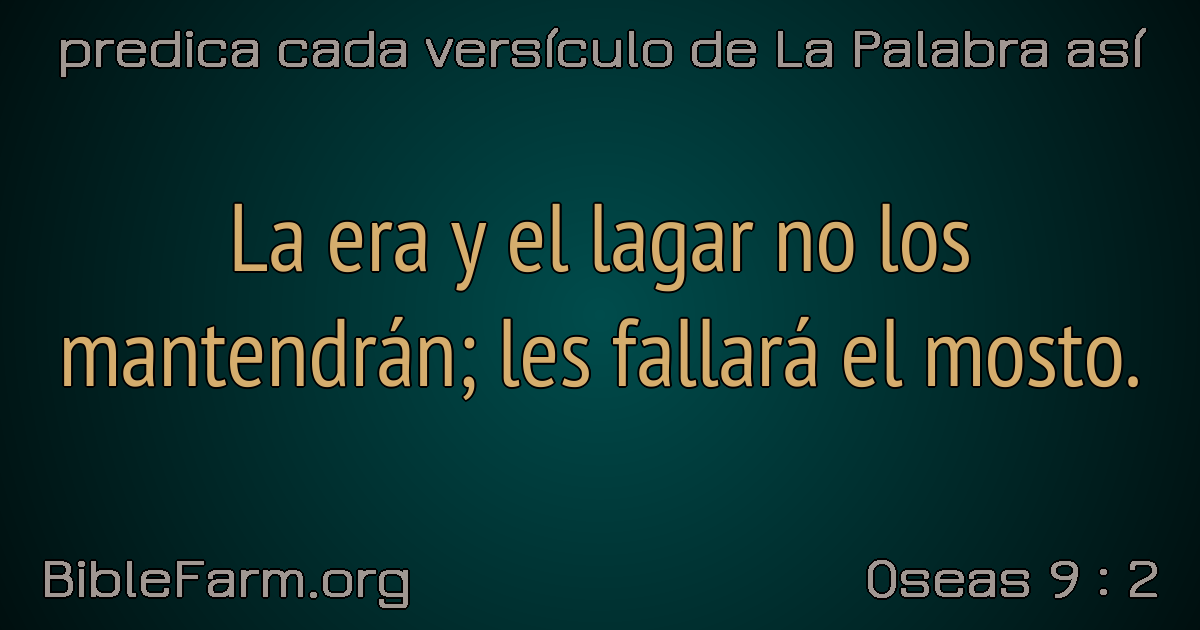 predica cada versículo de La Palabra así
La era y el lagar no los
mantendrán; les fallará el mosto.
BibleFarm.org
Oseas 9 : 2